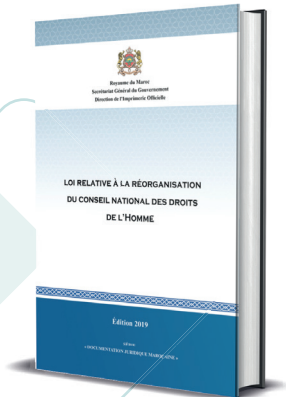 Royaume du Maroc
Secrétariat Général du Gouvernement
Direction de l'Imprimerie Officielle
LOI RELATIVE À LA RÉORGANISATION
DU CONSEIL NATIONAL DES DROITS
DE L'HOMME
Édition 2019
« DOCUMENTATION JURIDIQUE MAROCAINE »